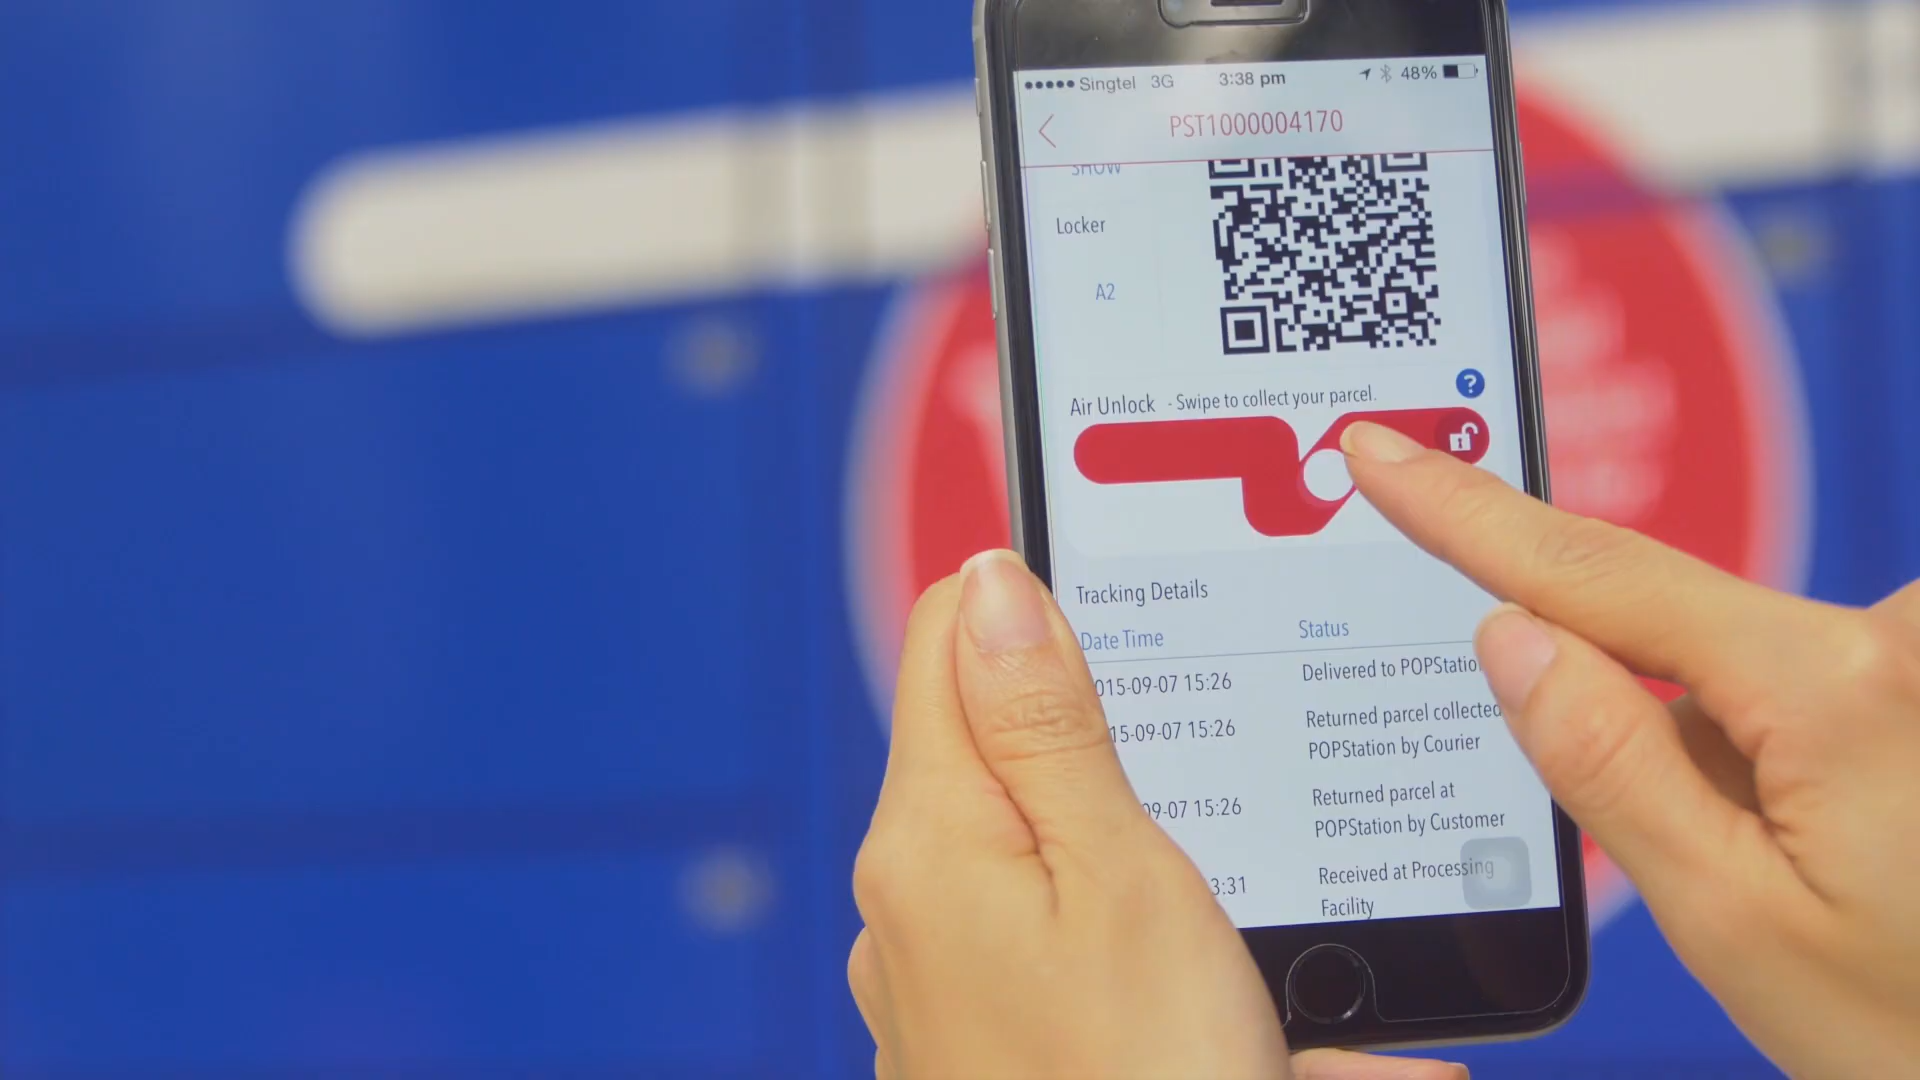 Singtel 3G 3:38 pm 48%
PST1000004170
SHOW
Locker
A2
Air Unlock - Swipe to collect your parcel.
?
Tracking Details
Date Time Status
015-09-07 15:26 Delivered to POPStatio
15-09-07 15:26 Returned parcel collected
POPStation by Courier
09-07 15:26 Returned parcel at
POPStation by Customer
3:31 Received at Processing
Facility